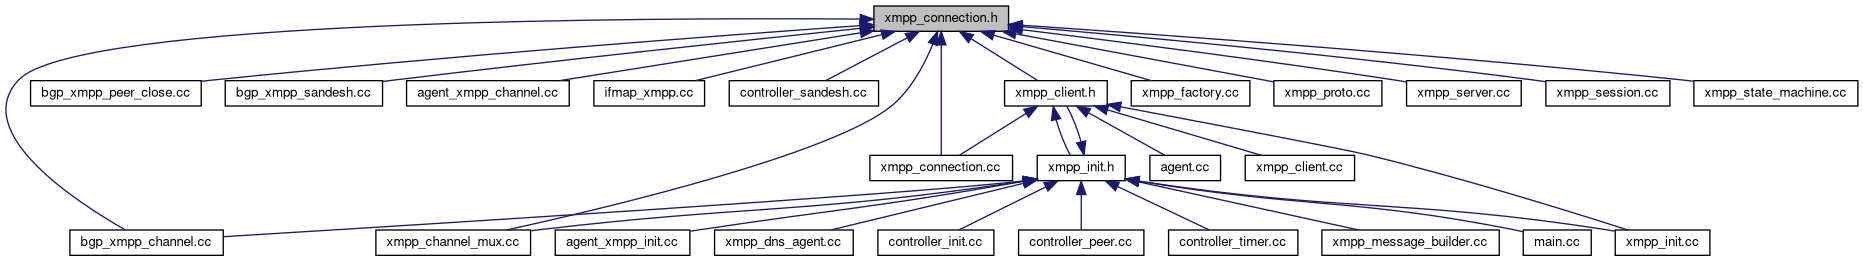 xmpp_connection.h
bgp_xmpp_peer_close.cc
bgp_xmpp_sandesh.cc
agent_xmpp_channel.cc
ifmap_xmpp.cc
controller_sandesh.cc
xmpp_client.h
xmpp_factory.cc
xmpp_proto.cc
xmpp_server.cc
xmpp_session.cc
xmpp_state_machine.cc
xmpp_connection.cc
xmpp_init.h
agent.cc
xmpp_client.cc
bgp_xmpp_channel.cc
xmpp_channel_mux.cc
agent_xmpp_init.cc
xmpp_dns_agent.cc
controller_init.cc
controller_peer.cc
controller_timer.cc
xmpp_message_builder.cc
main.cc
xmpp_init.cc